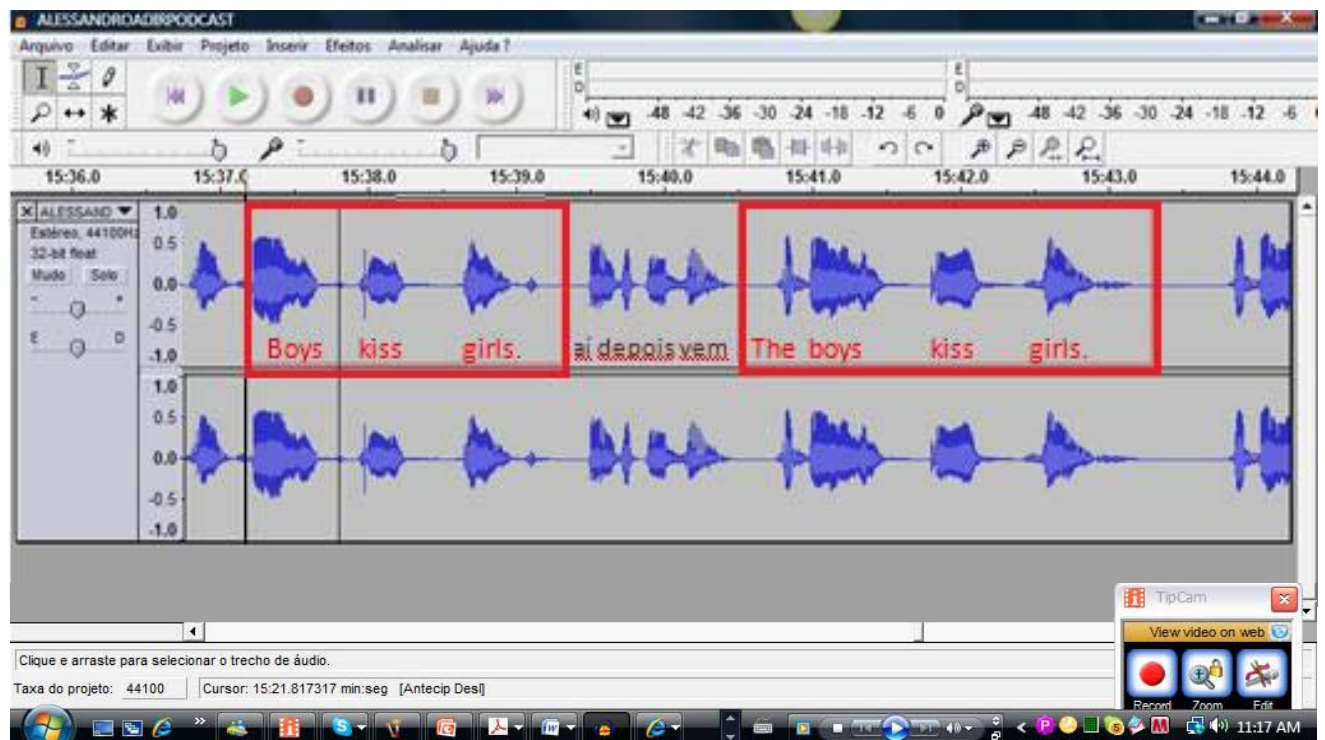 ALESSANDROADIRPODCAST
Arquivo Editar Exibir Projeto Inserir Efeitos Analisar Ajuda ?
E
D
-48 -42 -36 -30 -24 -18 -12 -6 0
E
D
-48 -42 -36 -30 -24 -18 -12 -6
15:36.0 15:37.0 15:38.0 15:39.0 15:40.0 15:41.0 15:42.0 15:43.0 15:44.0
ALESSAND
Estéreo, 44100Hz
32-bit float
Mudo Solo
- +
E D
1.0
0.5
0.0
-0.5
-1.0
Boys kiss girls. aí depois vem The boys kiss girls.
1.0
0.5
0.0
-0.5
-1.0
TipCam
View video on web
Record Zoom Edit
Clique e arraste para selecionar o trecho de áudio.
Taxa do projeto: 44100 Cursor: 15:21.817317 min:seg [Antecip Desl]
11:17 AM